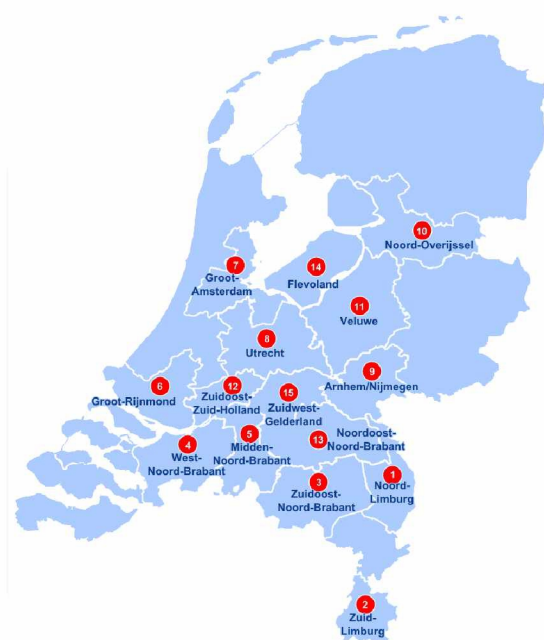 10
Noord-Overijssel
7
Groot-
Amsterdam
14
Flevoland
11
Veluwe
8
Utrecht
9
Arnhem/Nijmegen
6
Groot-Rijnmond
12
Zuidoost-
Zuid-Holland
15
Zuidwest-
Gelderland
4
West-
Noord-Brabant
5
Midden-
Noord-Brabant
13
Noordoost-
Noord-Brabant
3
Zuidoost-
Noord-Brabant
1
Noord-
Limburg
2
Zuid-
Limburg